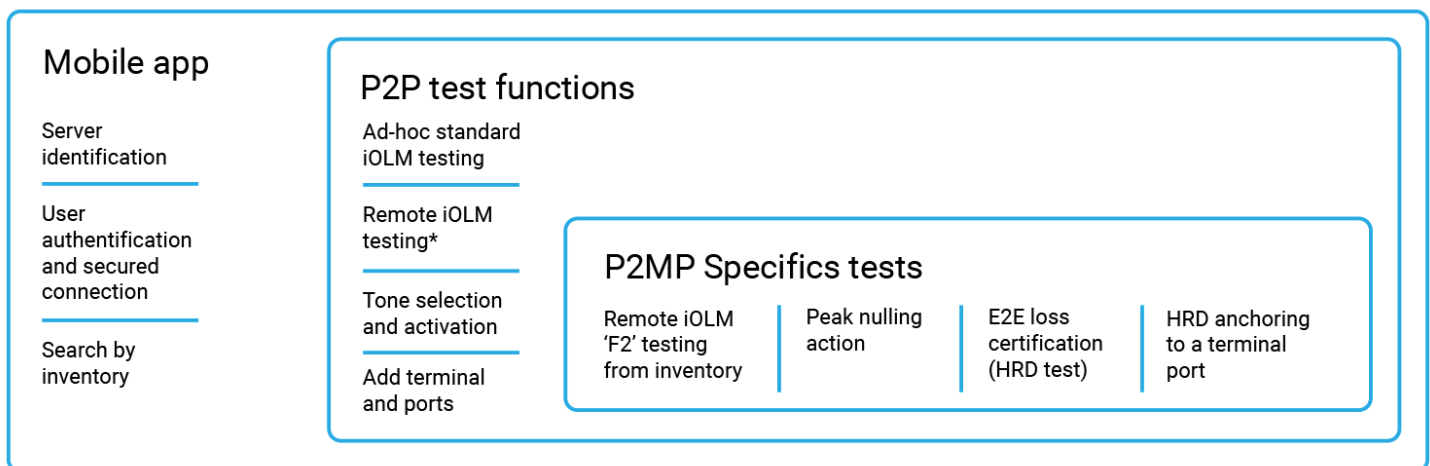 Mobile app
Server
identification
User
authentification
and secured
connection
Search by
inventory
P2P test functions
Ad-hoc standard
iOLM testing
Remote iOLM
testing*
Tone selection
and activation
Add terminal
and ports
P2MP Specifics tests
Remote iOLM
‘F2’ testing
from inventory
Peak nulling
action
E2E loss
certification
(HRD test)
HRD anchoring
to a terminal
port